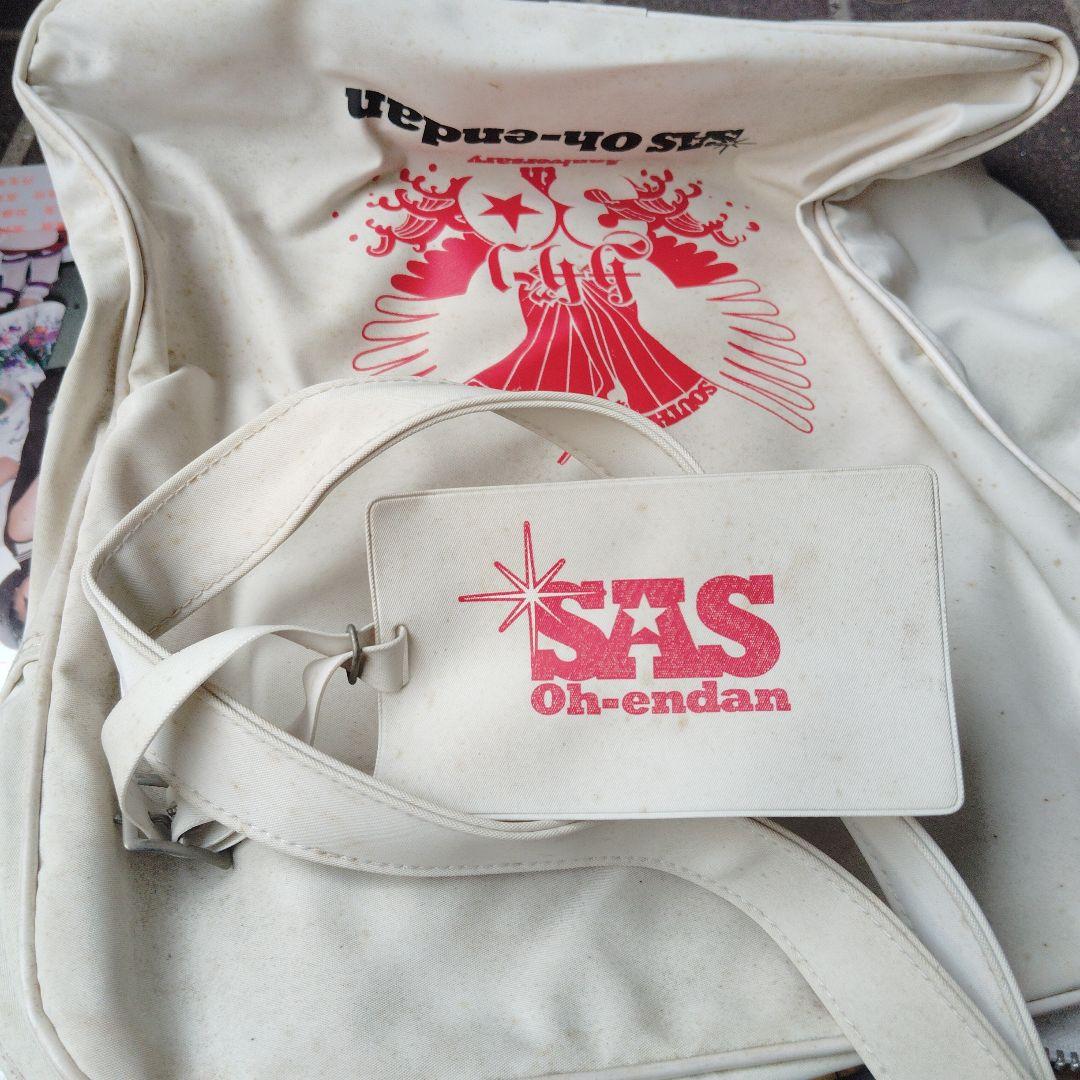 SAS Oh-endan
Anniversary
SOUTH
SAS
Oh-endan